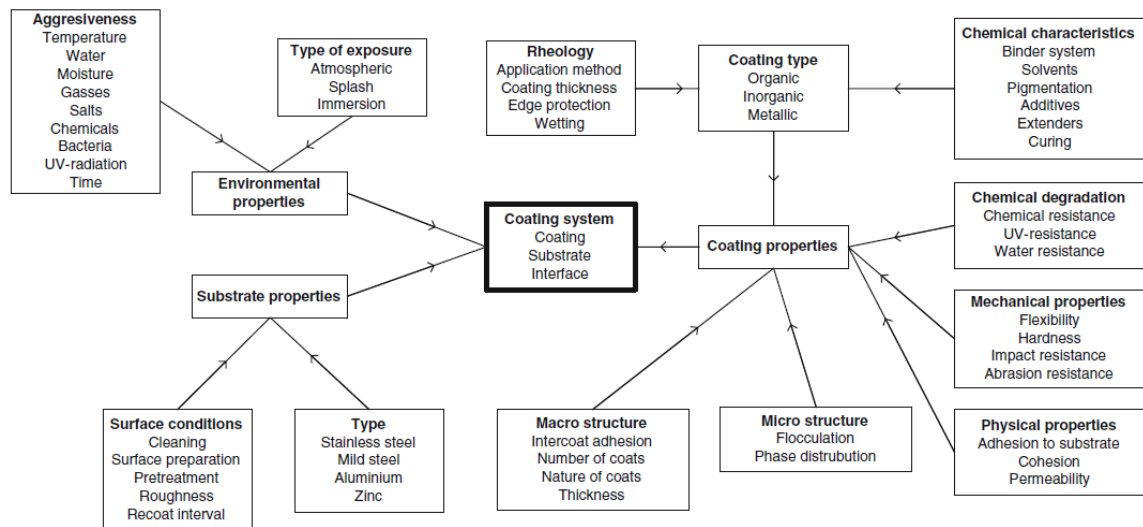 Aggresiveness
Temperature
Water
Moisture
Gasses
Salts
Chemicals
Bacteria
UV-radiation
Time
Type of exposure
Atmospheric
Splash
Immersion
Rheology
Application method
Coating thickness
Edge protection
Wetting
Coating type
Organic
Inorganic
Metallic
Chemical characteristics
Binder system
Solvents
Pigmentation
Additives
Extenders
Curing
Environmental
properties
Coating system
Coating
Substrate
Interface
Coating properties
Chemical degradation
Chemical resistance
UV-resistance
Water resistance
Substrate properties
Mechanical properties
Flexibility
Hardness
Impact resistance
Abrasion resistance
Surface conditions
Cleaning
Surface preparation
Pretreatment
Roughness
Recoat interval
Type
Stainless steel
Mild steel
Aluminium
Zinc
Macro structure
Intercoat adhesion
Number of coats
Nature of coats
Thickness
Micro structure
Flocculation
Phase distrubution
Physical properties
Adhesion to substrate
Cohesion
Permeability